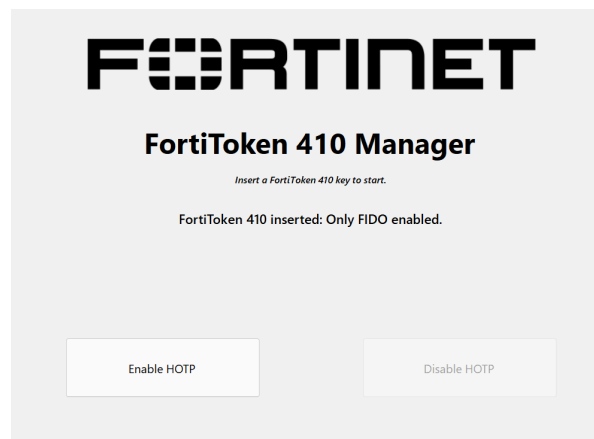 FORTINET
FortiToken 410 Manager
Insert a FortiToken 410 key to start.
FortiToken 410 inserted: Only FIDO enabled.
Enable HOTP
Disable HOTP